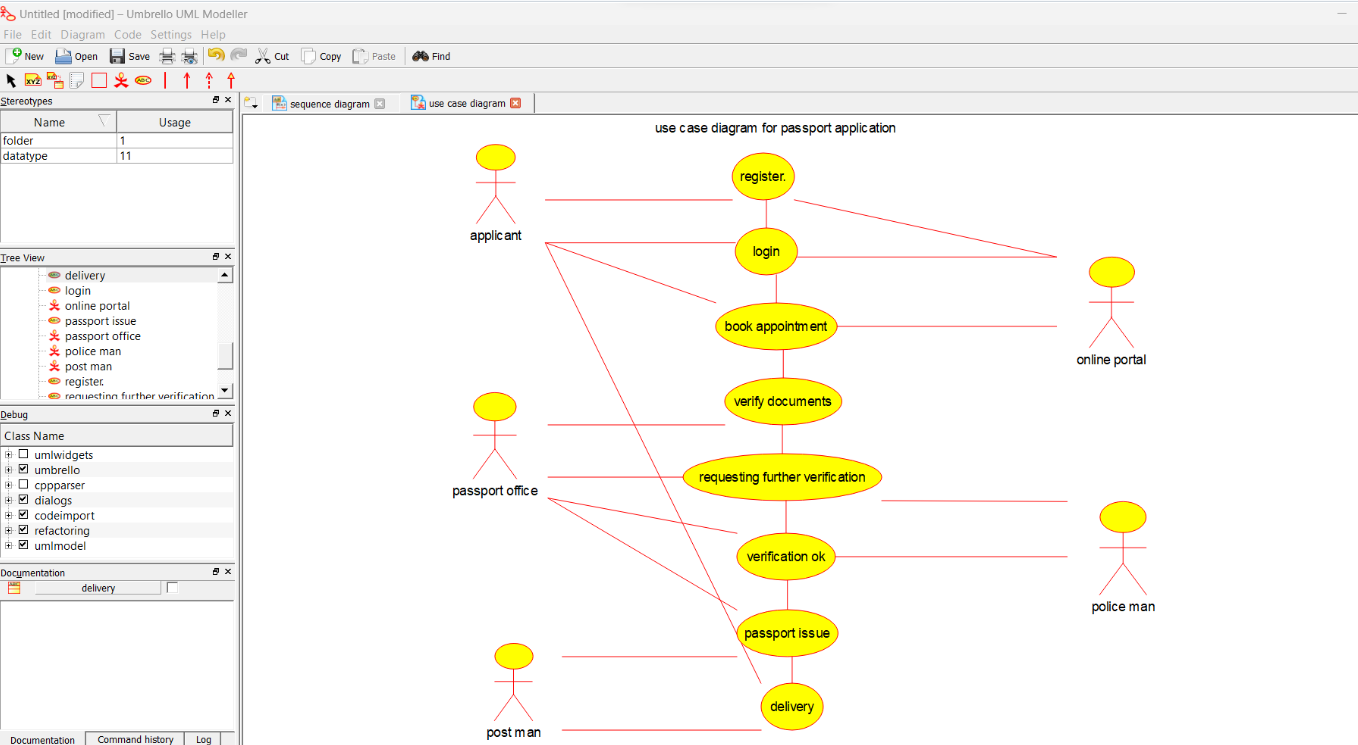 Untitled [modified] – Umbrello UML Modeller
File Edit Diagram Code Settings Help
New Open Save Cut Copy Paste Find
XYZ ABC
Stereotypes
sequence diagram use case diagram
Name Usage
folder 1
datatype 11
Tree View
delivery
login
online portal
passport issue
passport office
police man
post man
register.
requesting further verification
Debug
Class Name
umlwidgets
umbrello
cppparser
dialogs
codeimport
refactoring
umlmodel
Documentation
delivery
Documentation Command history Log
use case diagram for passport application
register.
applicant
login
book appointment
online portal
verify documents
passport office
requesting further verification
verification ok
police man
passport issue
post man
delivery